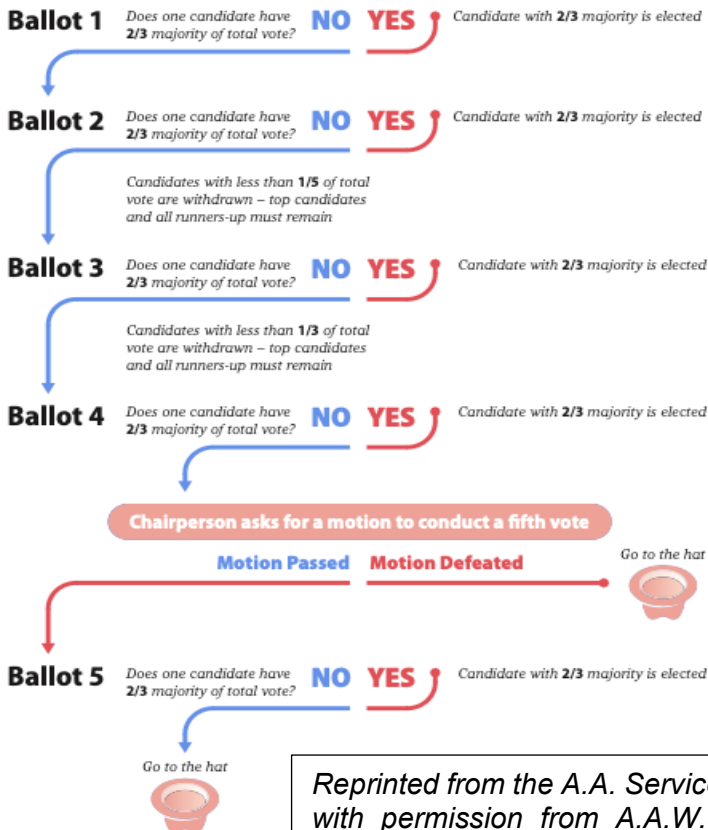 Ballot 1 Does one candidate have NO YES Candidate with 2/3 majority is elected
2/3 majority of total vote?
Ballot 2 Does one candidate have NO YES Candidate with 2/3 majority is elected
2/3 majority of total vote?
Candidates with less than 1/5 of total
vote are withdrawn – top candidates
and all runners-up must remain
Ballot 3 Does one candidate have NO YES Candidate with 2/3 majority is elected
2/3 majority of total vote?
Candidates with less than 1/3 of total
vote are withdrawn – top candidates
and all runners-up must remain
Ballot 4 Does one candidate have NO YES Candidate with 2/3 majority is elected
2/3 majority of total vote?
Chairperson asks for a motion to conduct a fifth vote
Motion Passed Motion Defeated Go to the hat
Ballot 5 Does one candidate have NO YES Candidate with 2/3 majority is elected
2/3 majority of total vote?
Go to the hat
Reprinted from the A.A. Service
with permission from A.A.W.